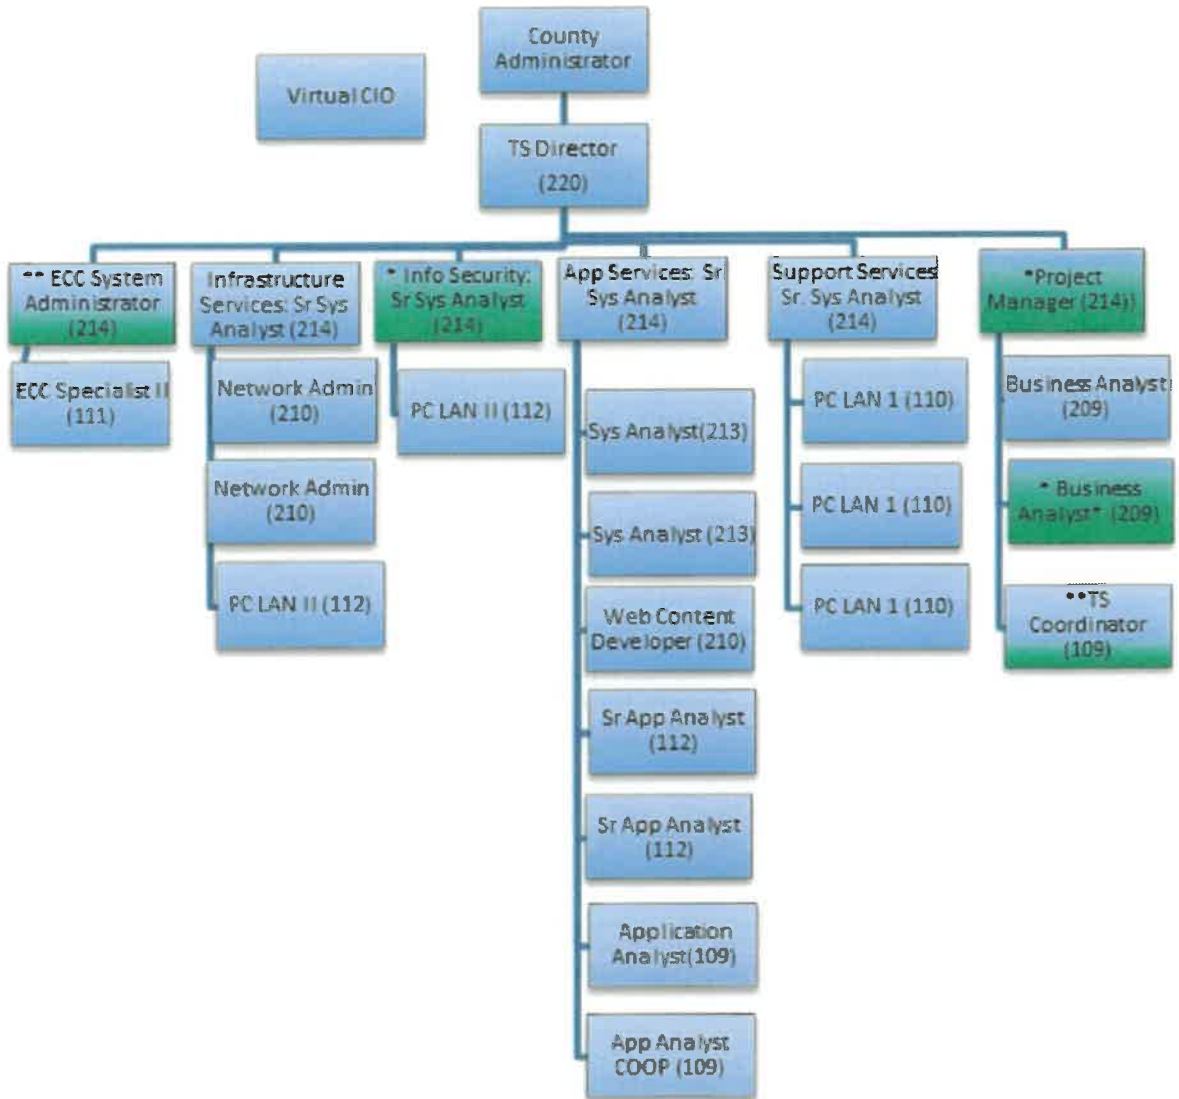 County
Administrator
Virtual CIO
TS Director
(220)
** ECC System
Administrator
(214)
ECC Specialist II
(111)
Infrastructure
Services: Sr Sys
Analyst (214)
Network Admin
(210)
Network Admin
(210)
PC LAN II (112)
* Info Security:
Sr Sys Analyst
(214)
PC LAN II (112)
App Services: Sr
Sys Analyst
(214)
Sys Analyst(213)
Sys Analyst (213)
Web Content
Developer (210)
Sr App Analyst
(112)
Sr App Analyst
(112)
Application
Analyst(109)
App Analyst
COOP (109)
Support Services
Sr. Sys Analyst
(214)
PC LAN 1 (110)
PC LAN 1 (110)
PC LAN 1 (110)
*Project
Manager (214))
Business Analyst
(209)
* Business
Analyst* (209)
**TS
Coordinator
(109)